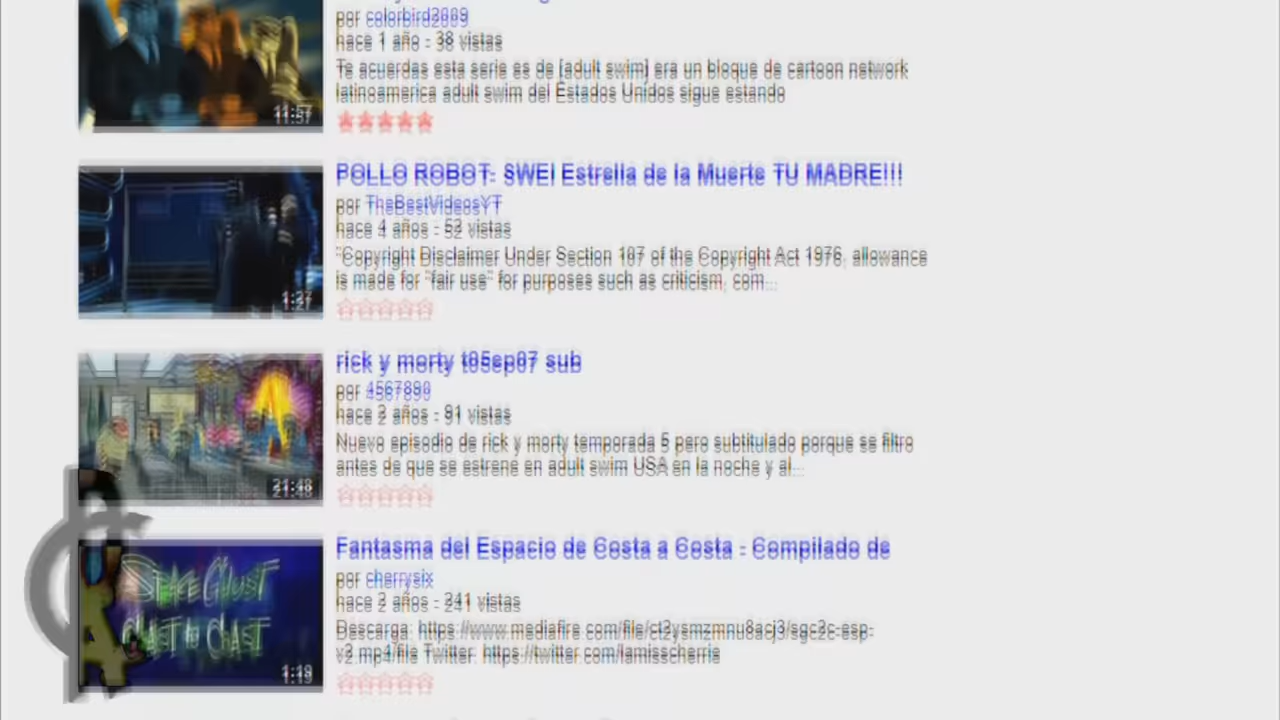 por colorbird2009
hace 1 año - 38 vistas
Te acuerdas esta serie es de [adult swim] era un bloque de cartoon network
latinoamerica adult swim del Estados Unidos sigue estando
11:57
POLLO ROBOT- SWEI Estrella de la Muerte TU MADRE!!!
por TheBestVideosYT
hace 4 años - 52 vistas
"Copyright Disclaimer Under Section 107 of the Copyright Act 1976, allowance
is made for "fair use" for purposes such as criticism, com...
1:27
rick y morty t05ep07 sub
por 4567890
hace 2 años - 91 vistas
Nuevo episodio de rick y morty temporada 5 pero subtitulado porque se filtro
antes de que se estrene en adult swim USA en la noche y al...
21:48
Fantasma del Espacio de Costa a Costa - Compilado de
por cherrysix
hace 2 años - 241 vistas
Descarga: https://www.mediafire.com/file/ct2ysmzmnu8acj3/sgc2c-esp-
v2.mp4/file Twitter: https://twitter.com/lamisscherrie
SPACE GHOST
COAST TO COAST
1:19